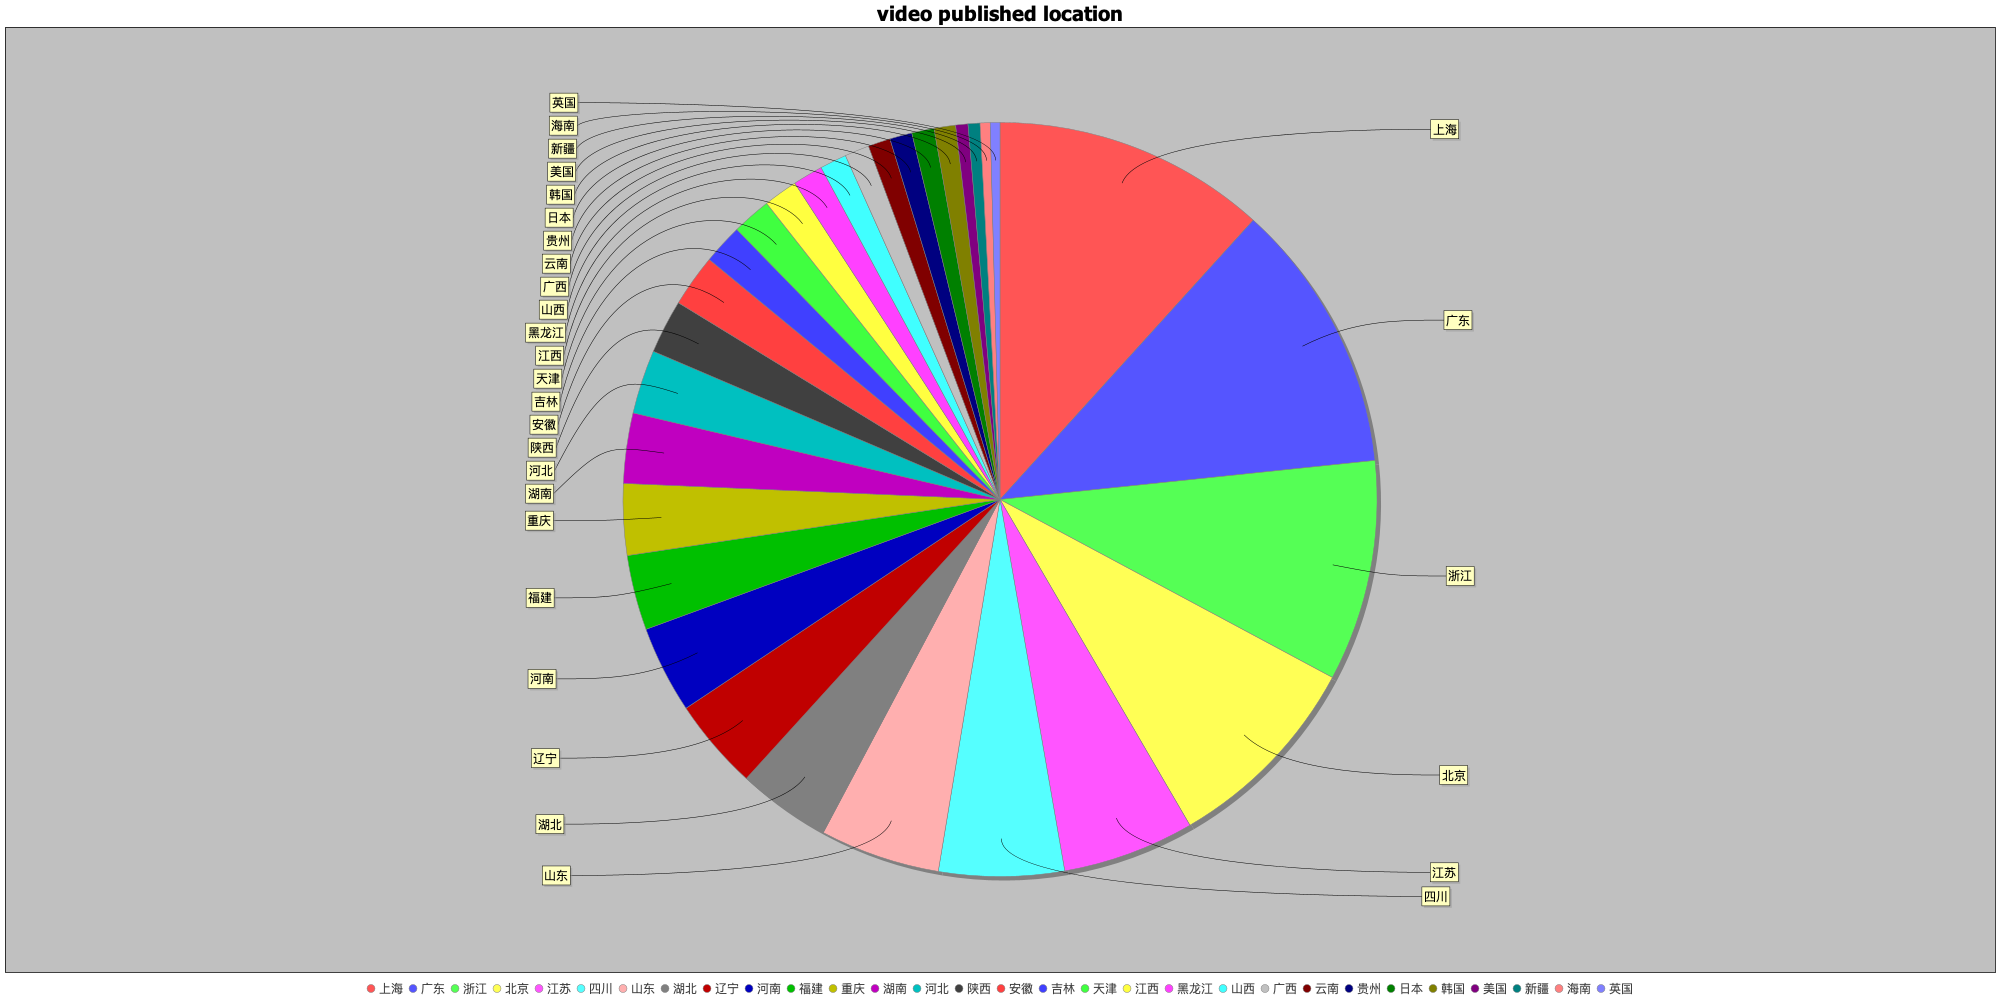 video published location
英国
海南
新疆
美国
韩国
日本
贵州
云南
广西
山西
黑龙江
江西
天津
吉林
安徽
陕西
河北
湖南
重庆
福建
河南
辽宁
湖北
山东
上海
广东
浙江
北京
江苏
四川
上海 广东 浙江 北京 江苏 四川 山东 湖北 辽宁 河南 福建 重庆 湖南 河北 陕西 安徽 吉林 天津 江西 黑龙江 山西 广西 云南 贵州 日本 韩国 美国 新疆 海南 英国